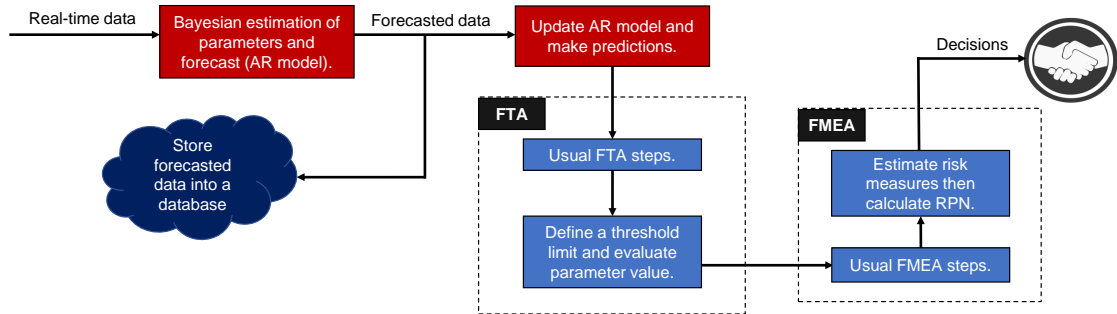 Real-time data
Bayesian estimation of
parameters and
forecast (AR model).
Forecasted data
Update AR model and
make predictions.
Decisions
Store
forecasted
data into a
database
FTA
Usual FTA steps.
Define a threshold
limit and evaluate
parameter value.
FMEA
Estimate risk
measures then
calculate RPN.
Usual FMEA steps.